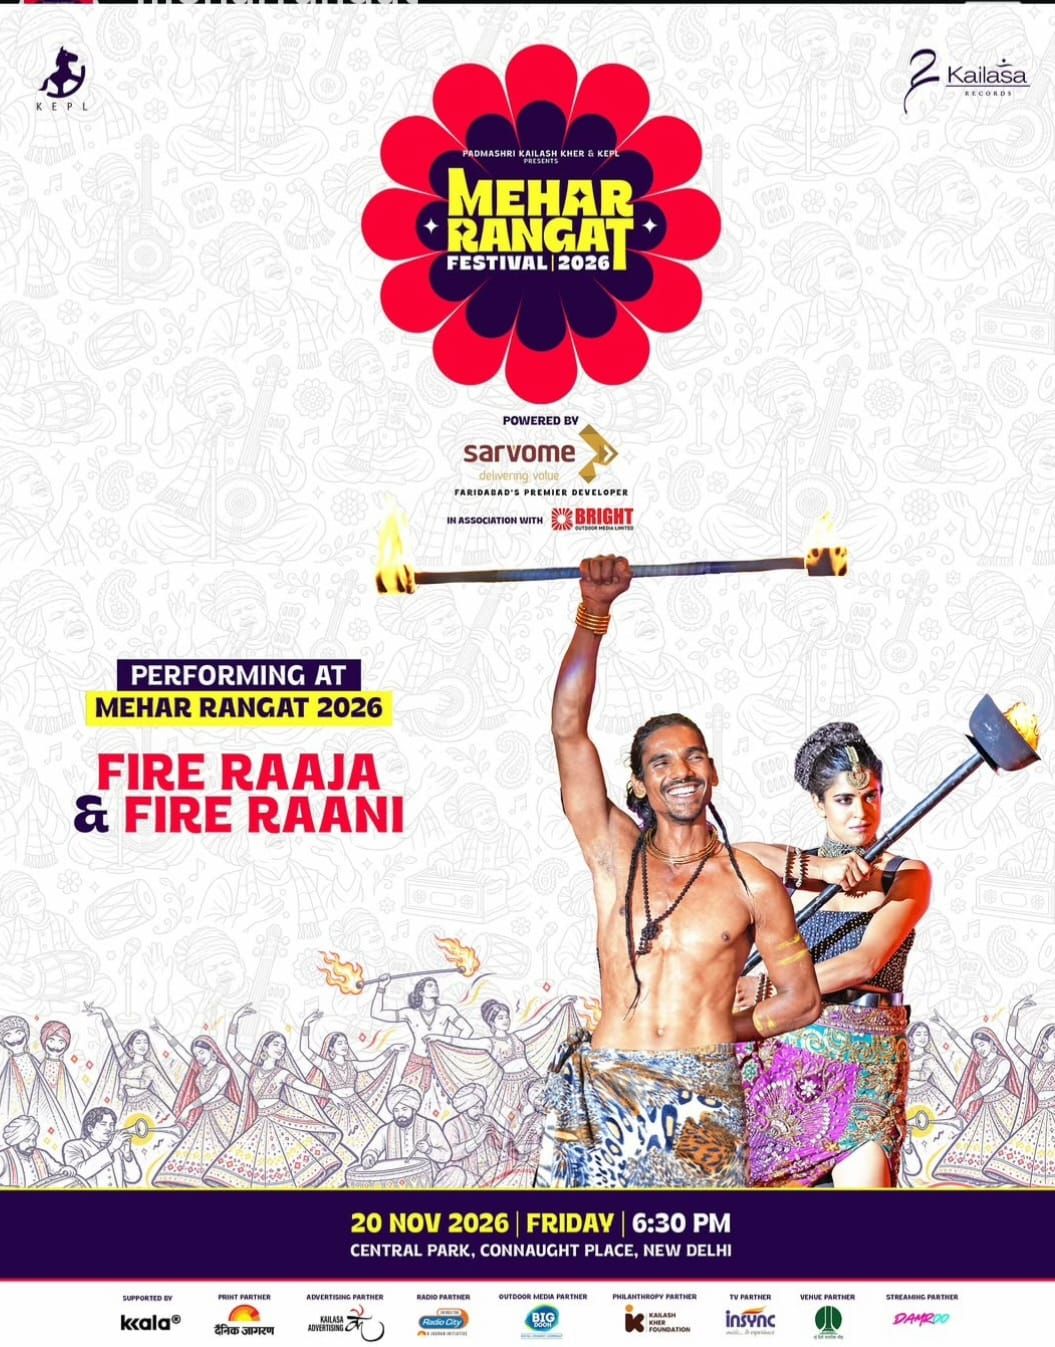 KEPL
Kailasa
RECORDS
PADMASHRI KAILASH KHER & KEPL
PRESENTS
MEHAR
RANGAT
FESTIVAL | 2026
POWERED BY
sarvome
delivering value
FARIDABAD'S PREMIER DEVELOPER
IN ASSOCIATION WITH BRIGHT
OUTDOOR MEDIA LIMITED
PERFORMING AT
MEHAR RANGAT 2026
FIRE RAAJA
& FIRE RAANI
20 NOV 2026 | FRIDAY | 6:30 PM
CENTRAL PARK, CONNAUGHT PLACE, NEW DELHI
SUPPORTED BY
kkala®
PRINT PARTNER
दैनिक जागरण
ADVERTISING PARTNER
KAILASA
ADVERTISING
RADIO PARTNER
Radio City
A JAGRAN INITIATIVE
OUTDOOR MEDIA PARTNER
BIG
DOOH
PHILANTHROPY PARTNER
KAILASH
KHER
FOUNDATION
TV PARTNER
insync
VENUE PARTNER
STREAMING PARTNER
DAMROO